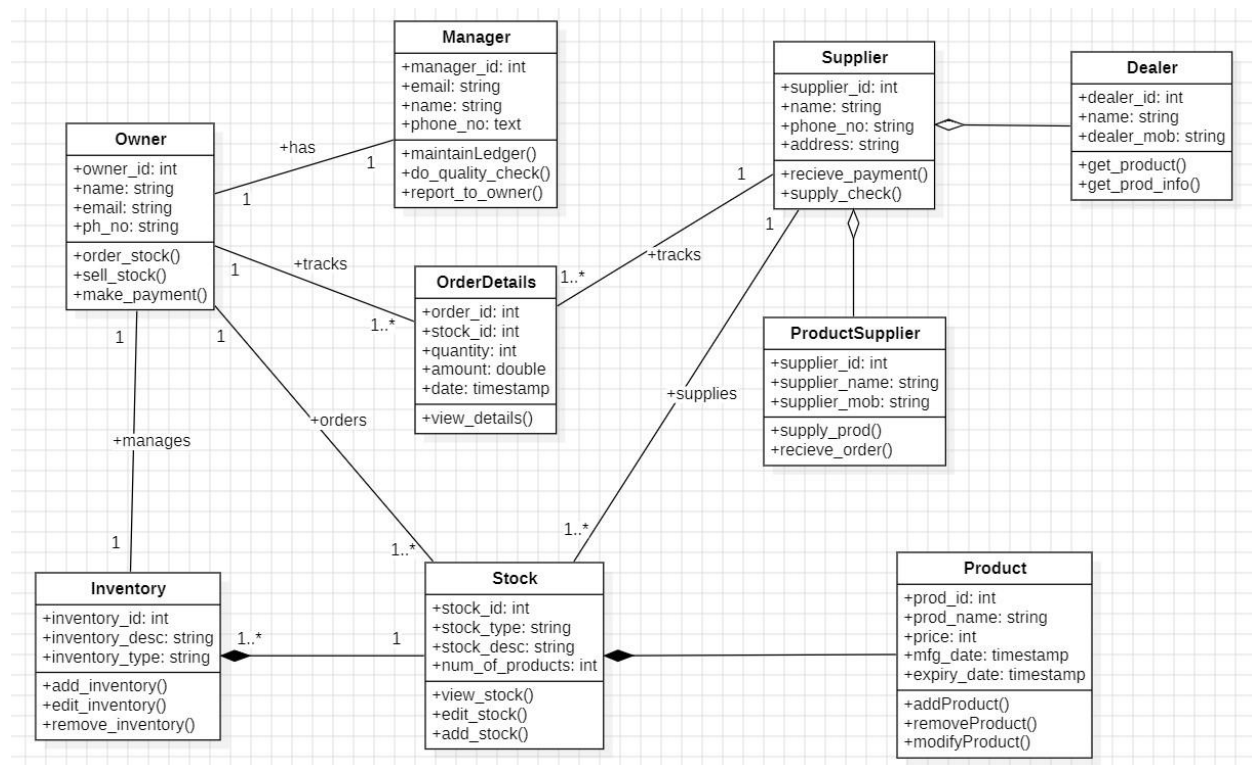 Manager
+manager_id: int
+email: string
+name: string
+phone_no: text
+maintainLedger()
+do_quality_check()
+report_to_owner()
Supplier
+supplier_id: int
+name: string
+phone_no: string
+address: string
+recieve_payment()
+supply_check()
Dealer
+dealer_id: int
+name: string
+dealer_mob: string
+get_product()
+get_prod_info()
Owner
+owner_id: int
+name: string
+email: string
+ph_no: string
+order_stock()
+sell_stock()
+make_payment()
+has
1
1
1
+tracks
1..*
1
+tracks
1..*
OrderDetails
+order_id: int
+stock_id: int
+quantity: int
+amount: double
+date: timestamp
+view_details()
ProductSupplier
+supplier_id: int
+supplier_name: string
+supplier_mob: string
+supply_prod()
+recieve_order()
1
+manages
1
1
+orders
1..*
1
+supplies
1..*
Inventory
+inventory_id: int
+inventory_desc: string
+inventory_type: string
+add_inventory()
+edit_inventory()
+remove_inventory()
1..*
1
Stock
+stock_id: int
+stock_type: string
+stock_desc: string
+num_of_products: int
+view_stock()
+edit_stock()
+add_stock()
Product
+prod_id: int
+prod_name: string
+price: int
+mfg_date: timestamp
+expiry_date: timestamp
+addProduct()
+removeProduct()
+modifyProduct()